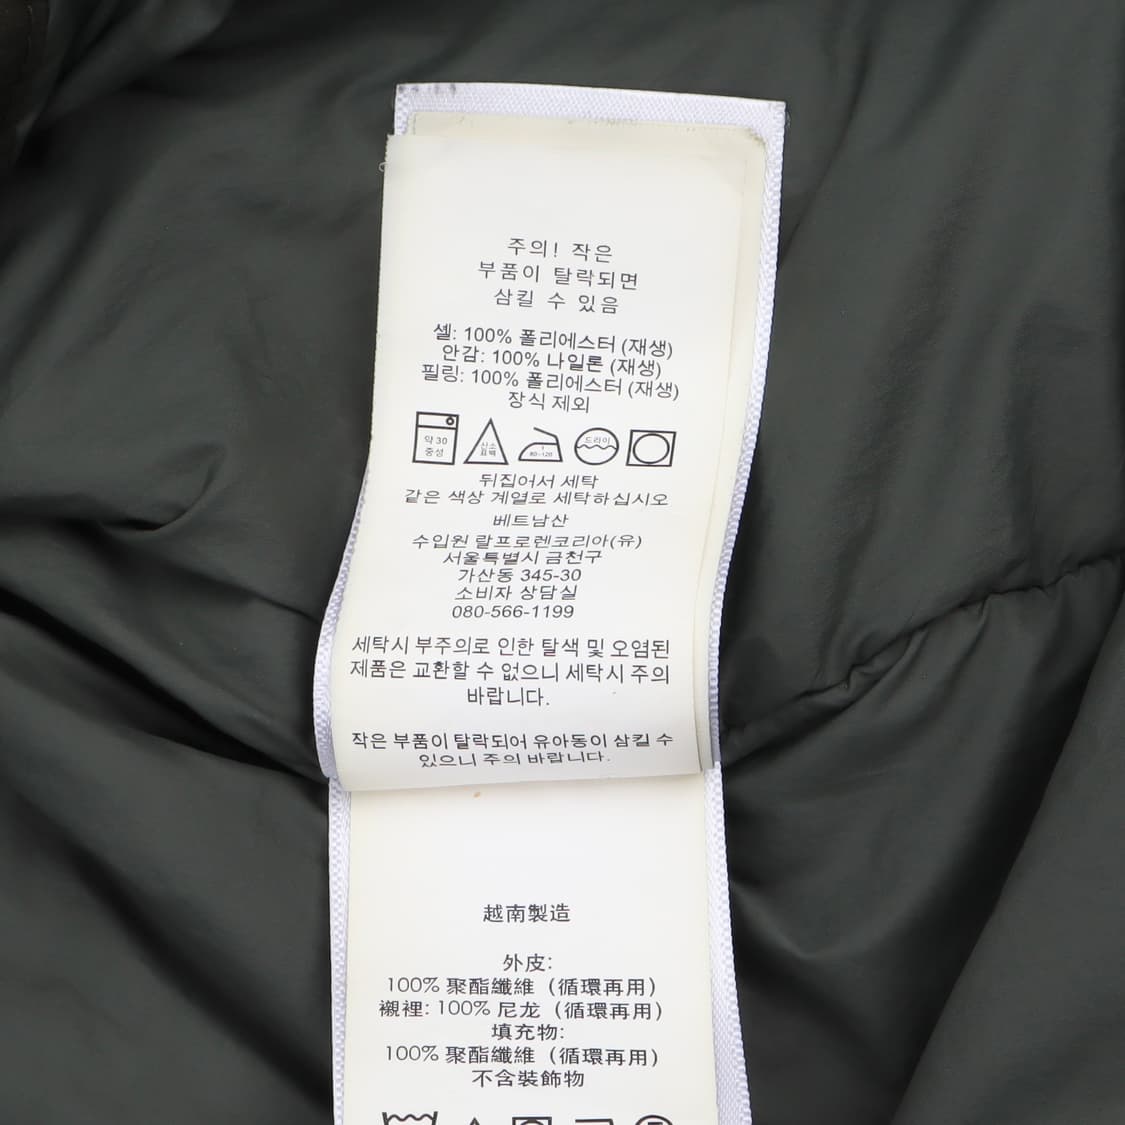 주의! 작은
부품이 탈락되면
삼킬 수 있음
셸: 100% 폴리에스터 (재생)
안감: 100% 나일론 (재생)
필링: 100% 폴리에스터 (재생)
장식 제외
약 30
중성
산소
표백
80~120
드라이
뒤집어서 세탁
같은 색상 계열로 세탁하십시오
베트남산
수입원 랄프로렌코리아(유)
서울특별시 금천구
가산동 345-30
소비자 상담실
080-566-1199
세탁시 부주의로 인한 탈색 및 오염된
제품은 교환할 수 없으니 세탁시 주의
바랍니다.
작은 부품이 탈락되어 유아동이 삼킬 수
있으니 주의 바랍니다.
越南製造
外皮:
100% 聚酯纖維 (循環再用)
襯裡: 100% 尼龙 (循環再用)
填充物:
100% 聚酯纖維 (循環再用)
不含裝飾物